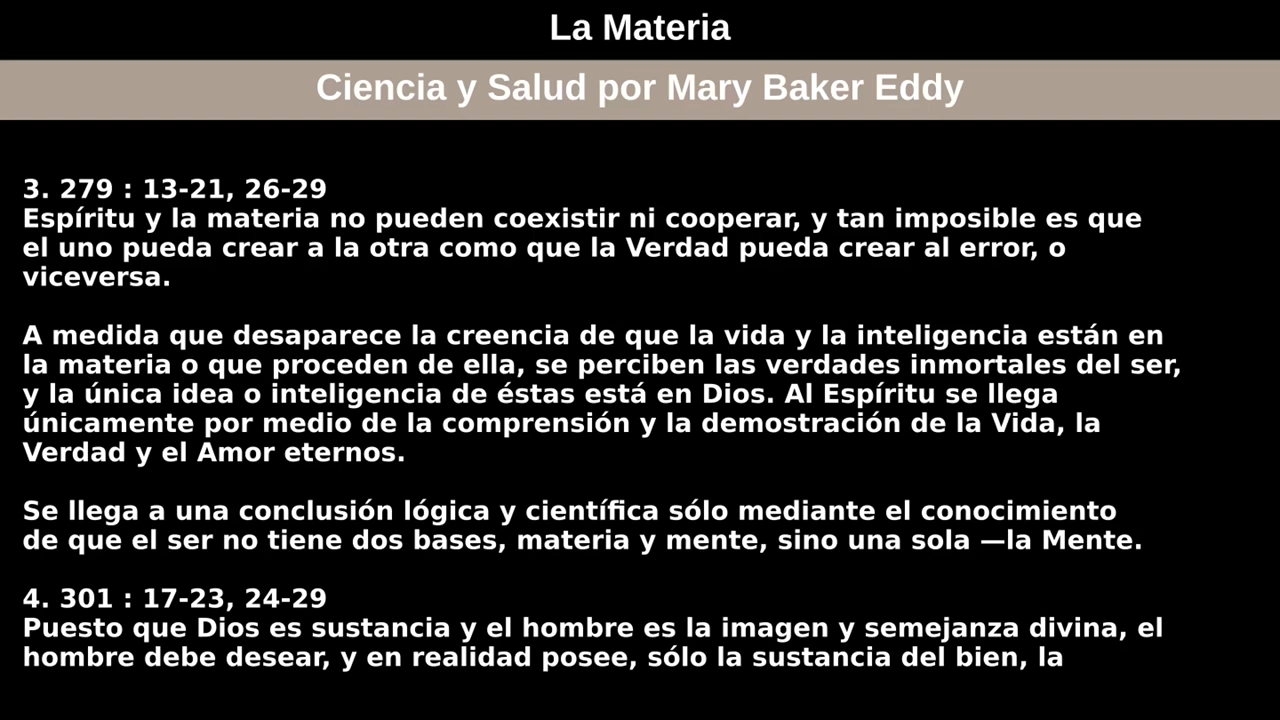 La Materia
Ciencia y Salud por Mary Baker Eddy
3. 279 : 13-21, 26-29
Espíritu y la materia no pueden coexistir ni cooperar, y tan imposible es que
el uno pueda crear a la otra como que la Verdad pueda crear al error, o
viceversa.
A medida que desaparece la creencia de que la vida y la inteligencia están en
la materia o que proceden de ella, se perciben las verdades inmortales del ser,
y la única idea o inteligencia de éstas está en Dios. Al Espíritu se llega
únicamente por medio de la comprensión y la demostración de la Vida, la
Verdad y el Amor eternos.
Se llega a una conclusión lógica y científica sólo mediante el conocimiento
de que el ser no tiene dos bases, materia y mente, sino una sola —la Mente.
4. 301 : 17-23, 24-29
Puesto que Dios es sustancia y el hombre es la imagen y semejanza divina, el
hombre debe desear, y en realidad posee, sólo la sustancia del bien, la